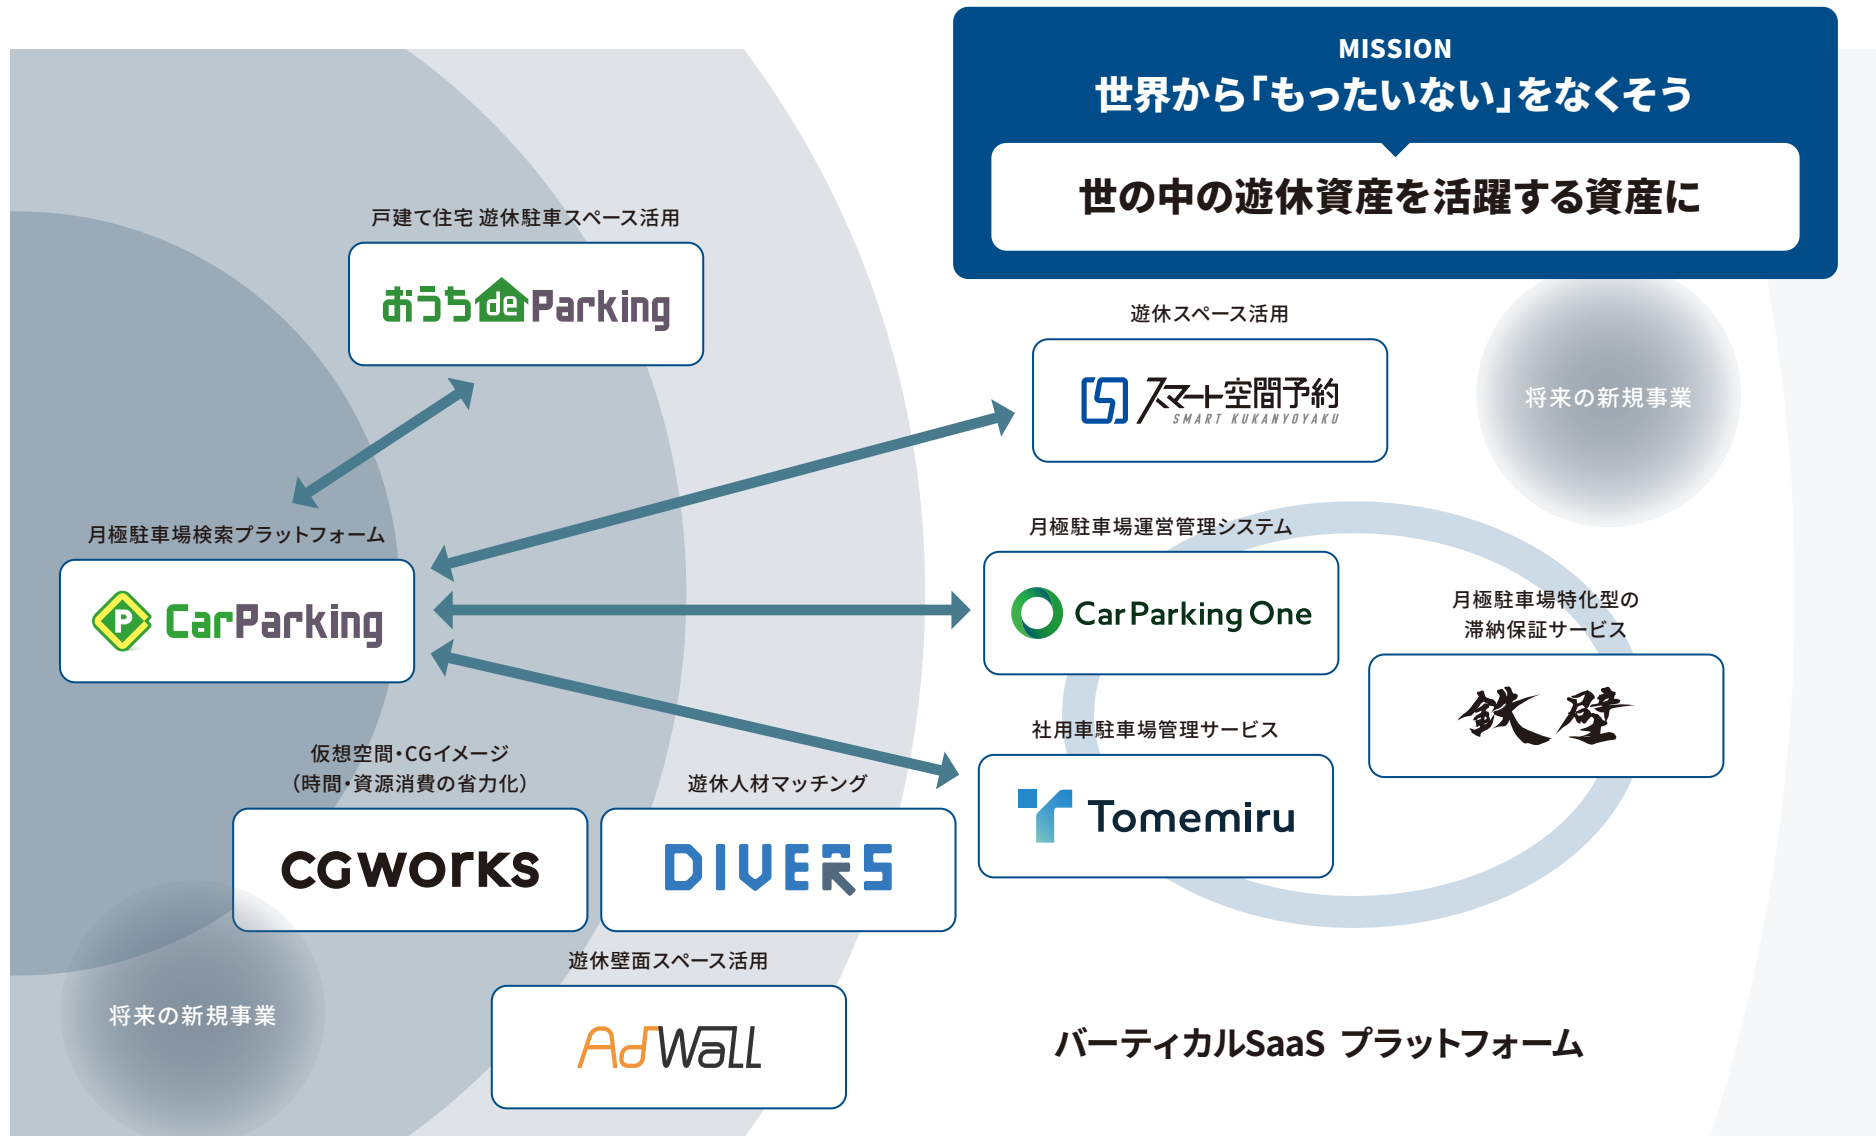 MISSION
世界から「もったいない」をなくそう
世の中の遊休資産を活躍する資産に
戸建て住宅 遊休駐車スペース活用
おうち de Parking
遊休スペース活用
スマート空間予約
SMART KUKANYOYAKU
将来の新規事業
月極駐車場検索プラットフォーム
P CarParking
月極駐車場運営管理システム
CarParking One
月極駐車場特化型の
滞納保証サービス
鉄壁
社用車駐車場管理サービス
Tomemiru
仮想空間・CGイメージ
（時間・資源消費の省力化）
CGWORKS
遊休人材マッチング
DIVERS
遊休壁面スペース活用
AdWaLL
将来の新規事業
バーティカルSaaS プラットフォーム